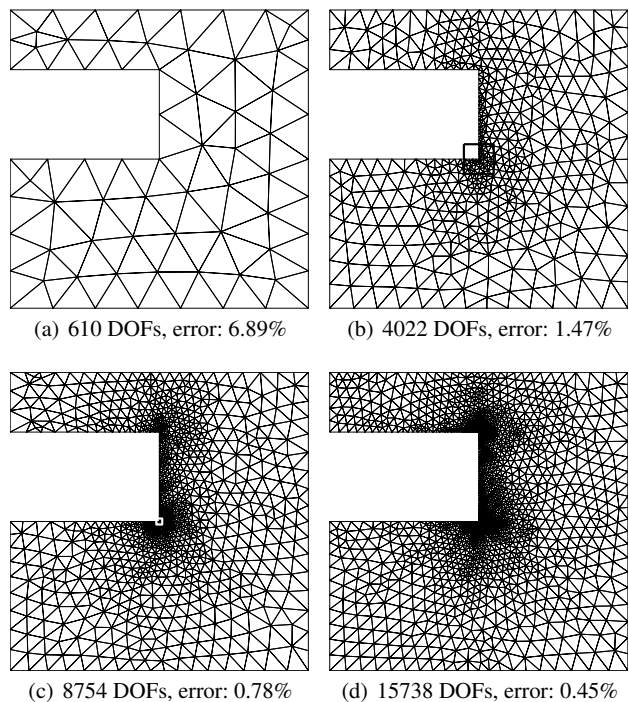 (a) 610 DOFs, error: 6.89%
(b) 4022 DOFs, error: 1.47%
(c) 8754 DOFs, error: 0.78%
(d) 15738 DOFs, error: 0.45%